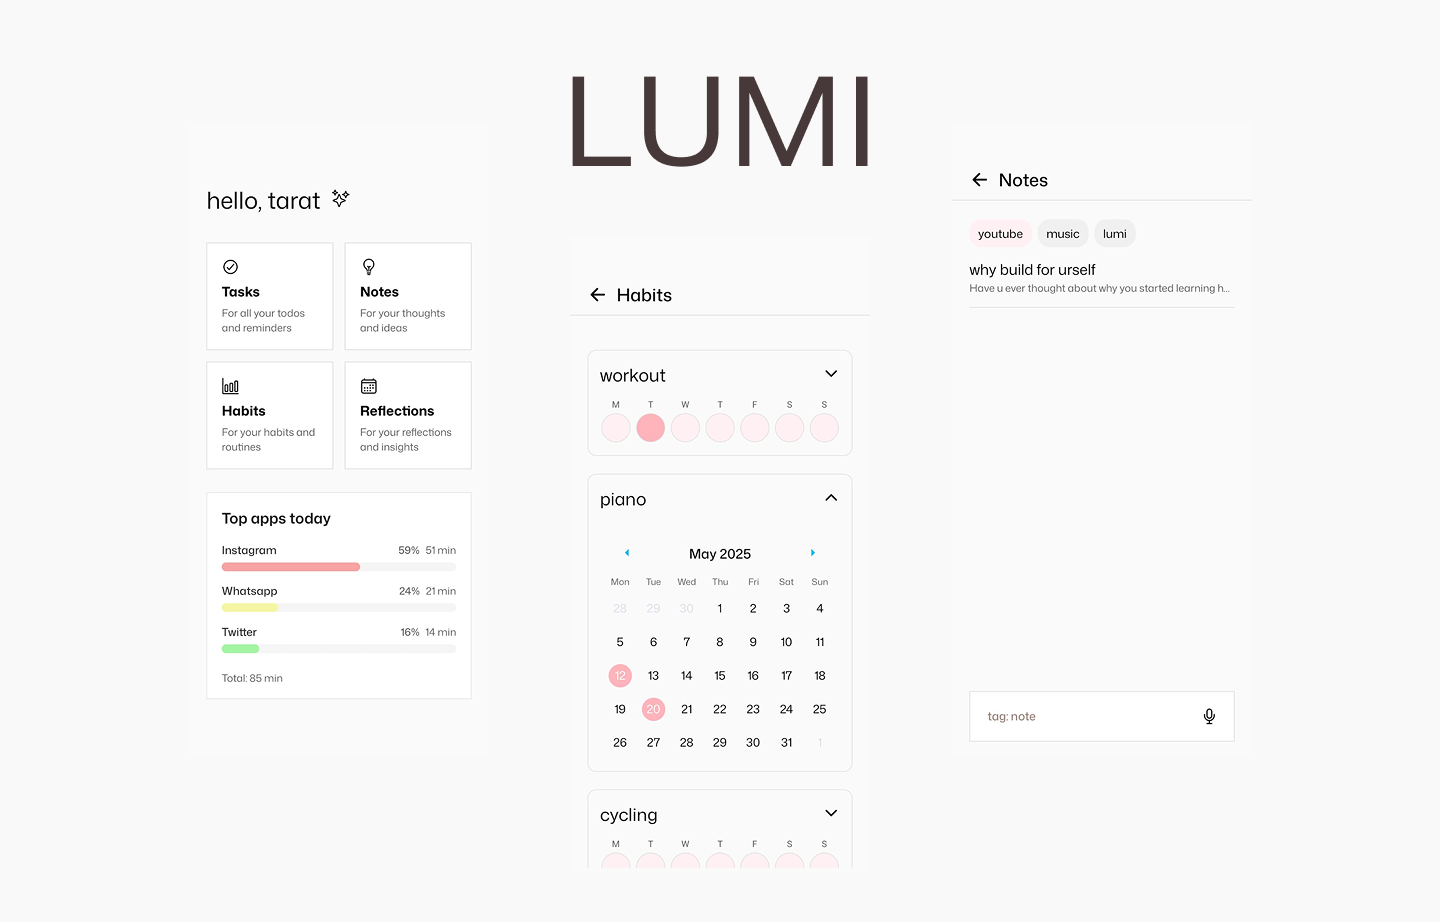 LUMI
hello, tarat
Tasks
For all your todos
and reminders
Notes
For your thoughts
and ideas
Habits
For your habits and
routines
Reflections
For your reflections
and insights
Top apps today
Instagram 59% 51 min
Whatsapp 24% 21 min
Twitter 16% 14 min
Total: 85 min
Habits
workout
M T W T F S S
piano
May 2025
Mon Tue Wed Thu Fri Sat Sun
28 29 30 1 2 3 4
5 6 7 8 9 10 11
12 13 14 15 16 17 18
19 20 21 22 23 24 25
26 27 28 29 30 31 1
cycling
M T W T F S S
Notes
youtube music lumi
why build for urself
Have u ever thought about why you started learning h...
tag: note